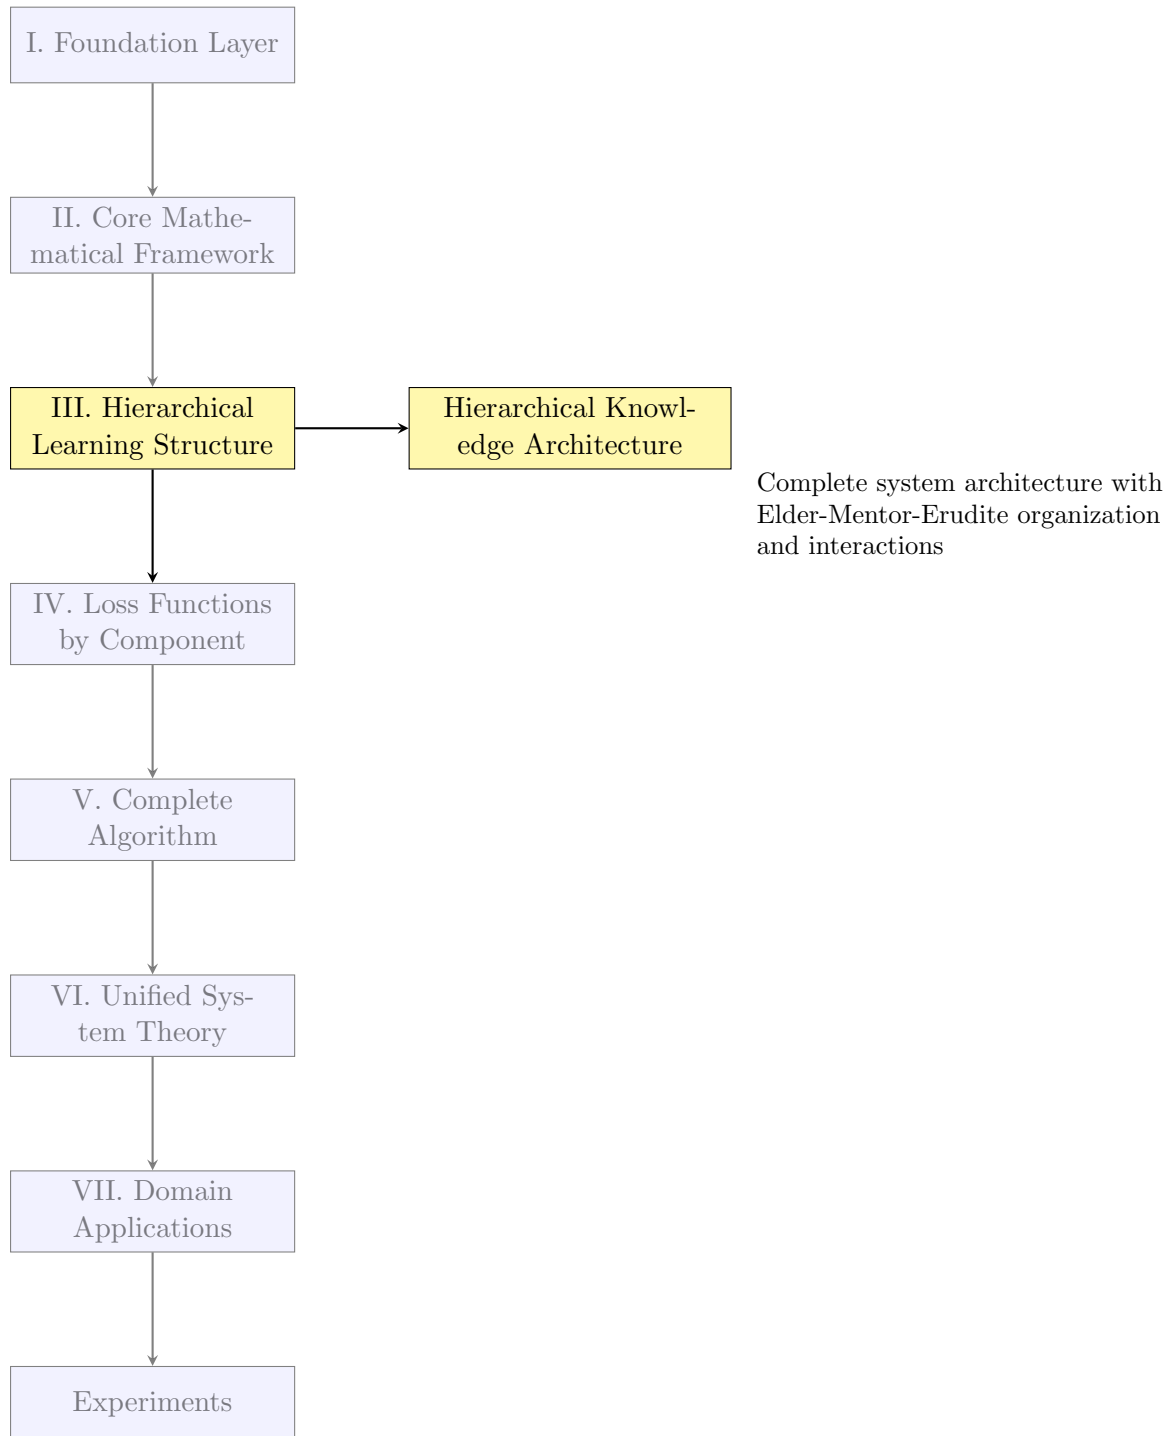 I. Foundation Layer
II. Core Mathe-
matical Framework
III. Hierarchical
Learning Structure
Hierarchical Knowl-
edge Architecture
Complete system architecture with
Elder-Mentor-Erudite organization
and interactions
IV. Loss Functions
by Component
V. Complete
Algorithm
VI. Unified Sys-
tem Theory
VII. Domain
Applications
Experiments